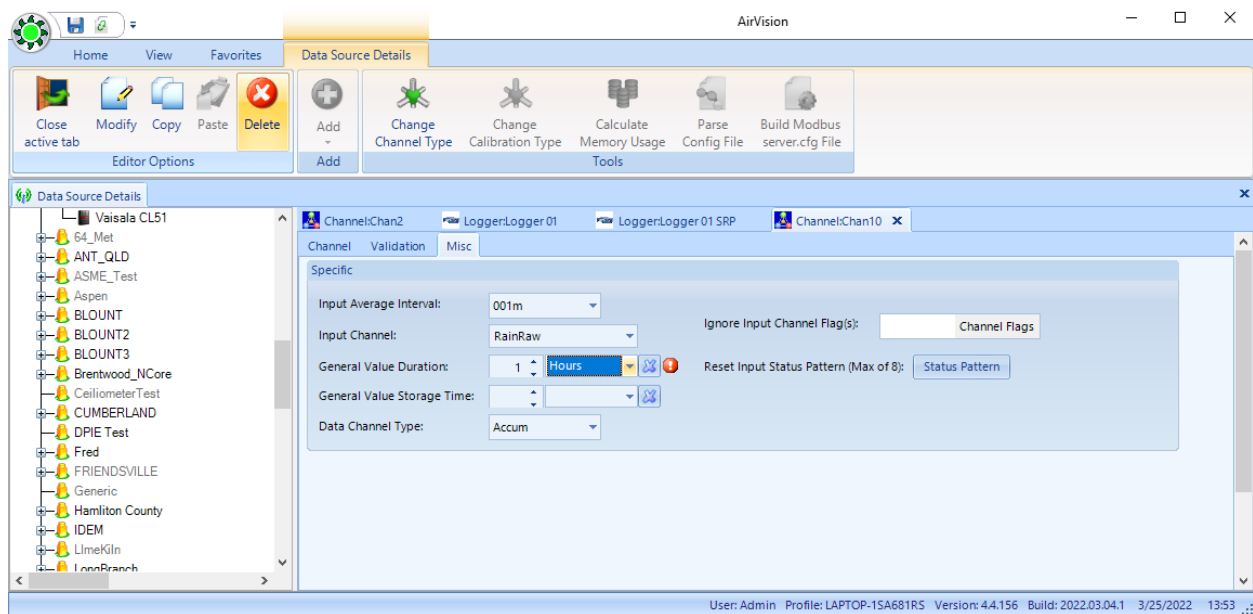 AirVision
Home View Favorites Data Source Details
Close active tab Modify Copy Paste Delete Add Change Channel Type Change Calibration Type Calculate Memory Usage Parse Config File Build Modbus server.cfg File
Editor Options Add Tools
Data Source Details
Vaisala CL51
64_Met
ANT_QLD
ASME_Test
Aspen
BLOUNT
BLOUNT2
BLOUNT3
Brentwood_NCore
CeiliometerTest
CUMBERLAND
DPIE Test
Fred
FRIENDSVILLE
Generic
Hamliton County
IDEM
LImeKiln
LongBranch
Channel:Chan2 Logger:Logger 01 Logger:Logger 01 SRP Channel:Chan10
Channel Validation Misc
Specific
Input Average Interval: 001m
Input Channel: RainRaw
General Value Duration: 1 Hours
General Value Storage Time:
Data Channel Type: Accum
Ignore Input Channel Flag(s): Channel Flags
Reset Input Status Pattern (Max of 8): Status Pattern
User: Admin Profile: LAPTOP-1SA681RS Version: 4.4.156 Build: 2022.03.04.1 3/25/2022 13:53